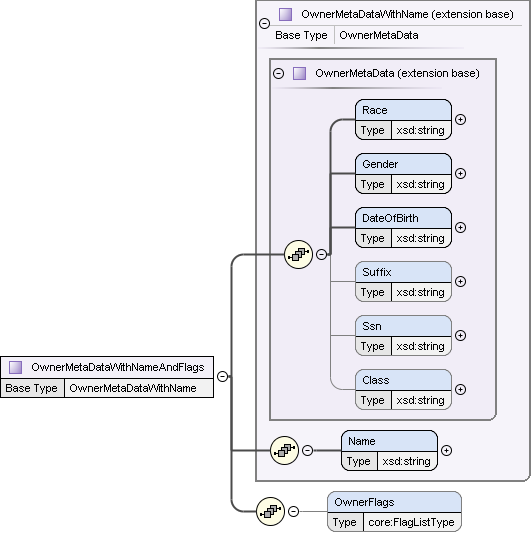 OwnerMetaDataWithName (extension base)
Base Type OwnerMetaData
OwnerMetaData (extension base)
Race
Type xsd:string
Gender
Type xsd:string
DateOfBirth
Type xsd:string
Suffix
Type xsd:string
Ssn
Type xsd:string
Class
Type xsd:string
OwnerMetaDataWithNameAndFlags
Base Type OwnerMetaDataWithName
Name
Type xsd:string
OwnerFlags
Type core:FlagListType